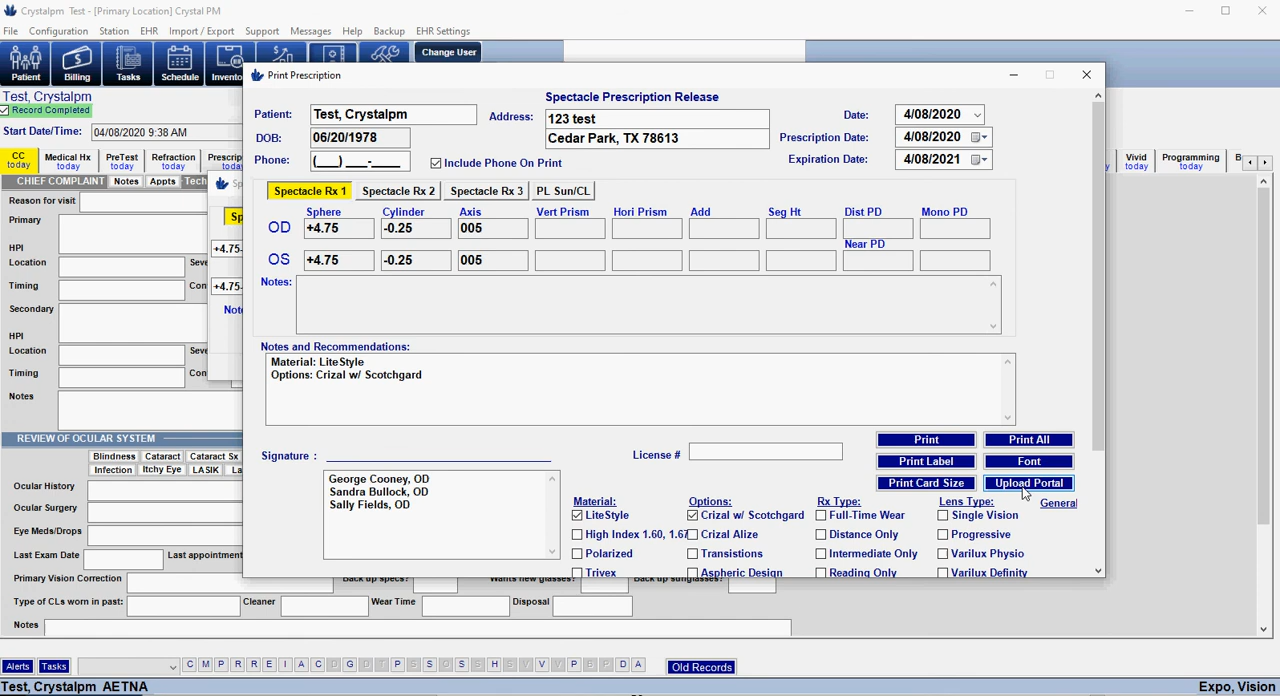 Crystalpm Test - [Primary Location] Crystal PM
File Configuration Station EHR Import / Export Support Messages Help Backup EHR Settings
Patient Billing Tasks Schedule Invento Change User
Test, Crystalpm
Record Completed
Start Date/Time: 04/08/2020 9:38 AM
CC today Medical Hx today PreTest today Refraction today Prescrip toda
Vivid today Programming today B
CHIEF COMPLAINT Notes Appts Tech
Reason for visit
Primary
HPI
Location Seve
Timing Con
Secondary
HPI
Location Seve
Timing Con
Notes
Sp
Sp
+4.75-
+4.75-
Note
Print Prescription
Spectacle Prescription Release
Patient: Test, Crystalpm Address: 123 test Date: 4/08/2020
DOB: 06/20/1978 Cedar Park, TX 78613 Prescription Date: 4/08/2020
Phone: (___) ___-____ Include Phone On Print Expiration Date: 4/08/2021
Spectacle Rx 1 Spectacle Rx 2 Spectacle Rx 3 PL Sun/CL
Sphere Cylinder Axis Vert Prism Hori Prism Add Seg Ht Dist PD Mono PD
OD +4.75 -0.25 005
Near PD
OS +4.75 -0.25 005
Notes:
Notes and Recommendations:
Material: LiteStyle
Options: Crizal w/ Scotchgard
Print Print All
Signature : License #
Print Label Font
Print Card Size Upload Portal
George Cooney, OD
Sandra Bullock, OD
Sally Fields, OD
Material: Options: Rx Type: Lens Type: General
LiteStyle Crizal w/ Scotchgard Full-Time Wear Single Vision
High Index 1.60, 1.67 Crizal Alize Distance Only Progressive
Polarized Transistions Intermediate Only Varilux Physio
Trivex Aspheric Design Reading Only Varilux Definity
REVIEW OF OCULAR SYSTEM
Blindness Cataract Cataract Sx
Infection Itchy Eye LASIK La
Ocular History
Ocular Surgery
Eye Meds/Drops
Last Exam Date Last appointment
Primary Vision Correction Back up specs? Wants new glasses? Back up sunglasses?
Type of CLs worn in past: Cleaner Wear Time Disposal
Notes
Alerts Tasks C M P R R E I A C D G D T P S S O S S H S V V V P B P D A Old Records
Test, Crystalpm AETNA Expo, Vision